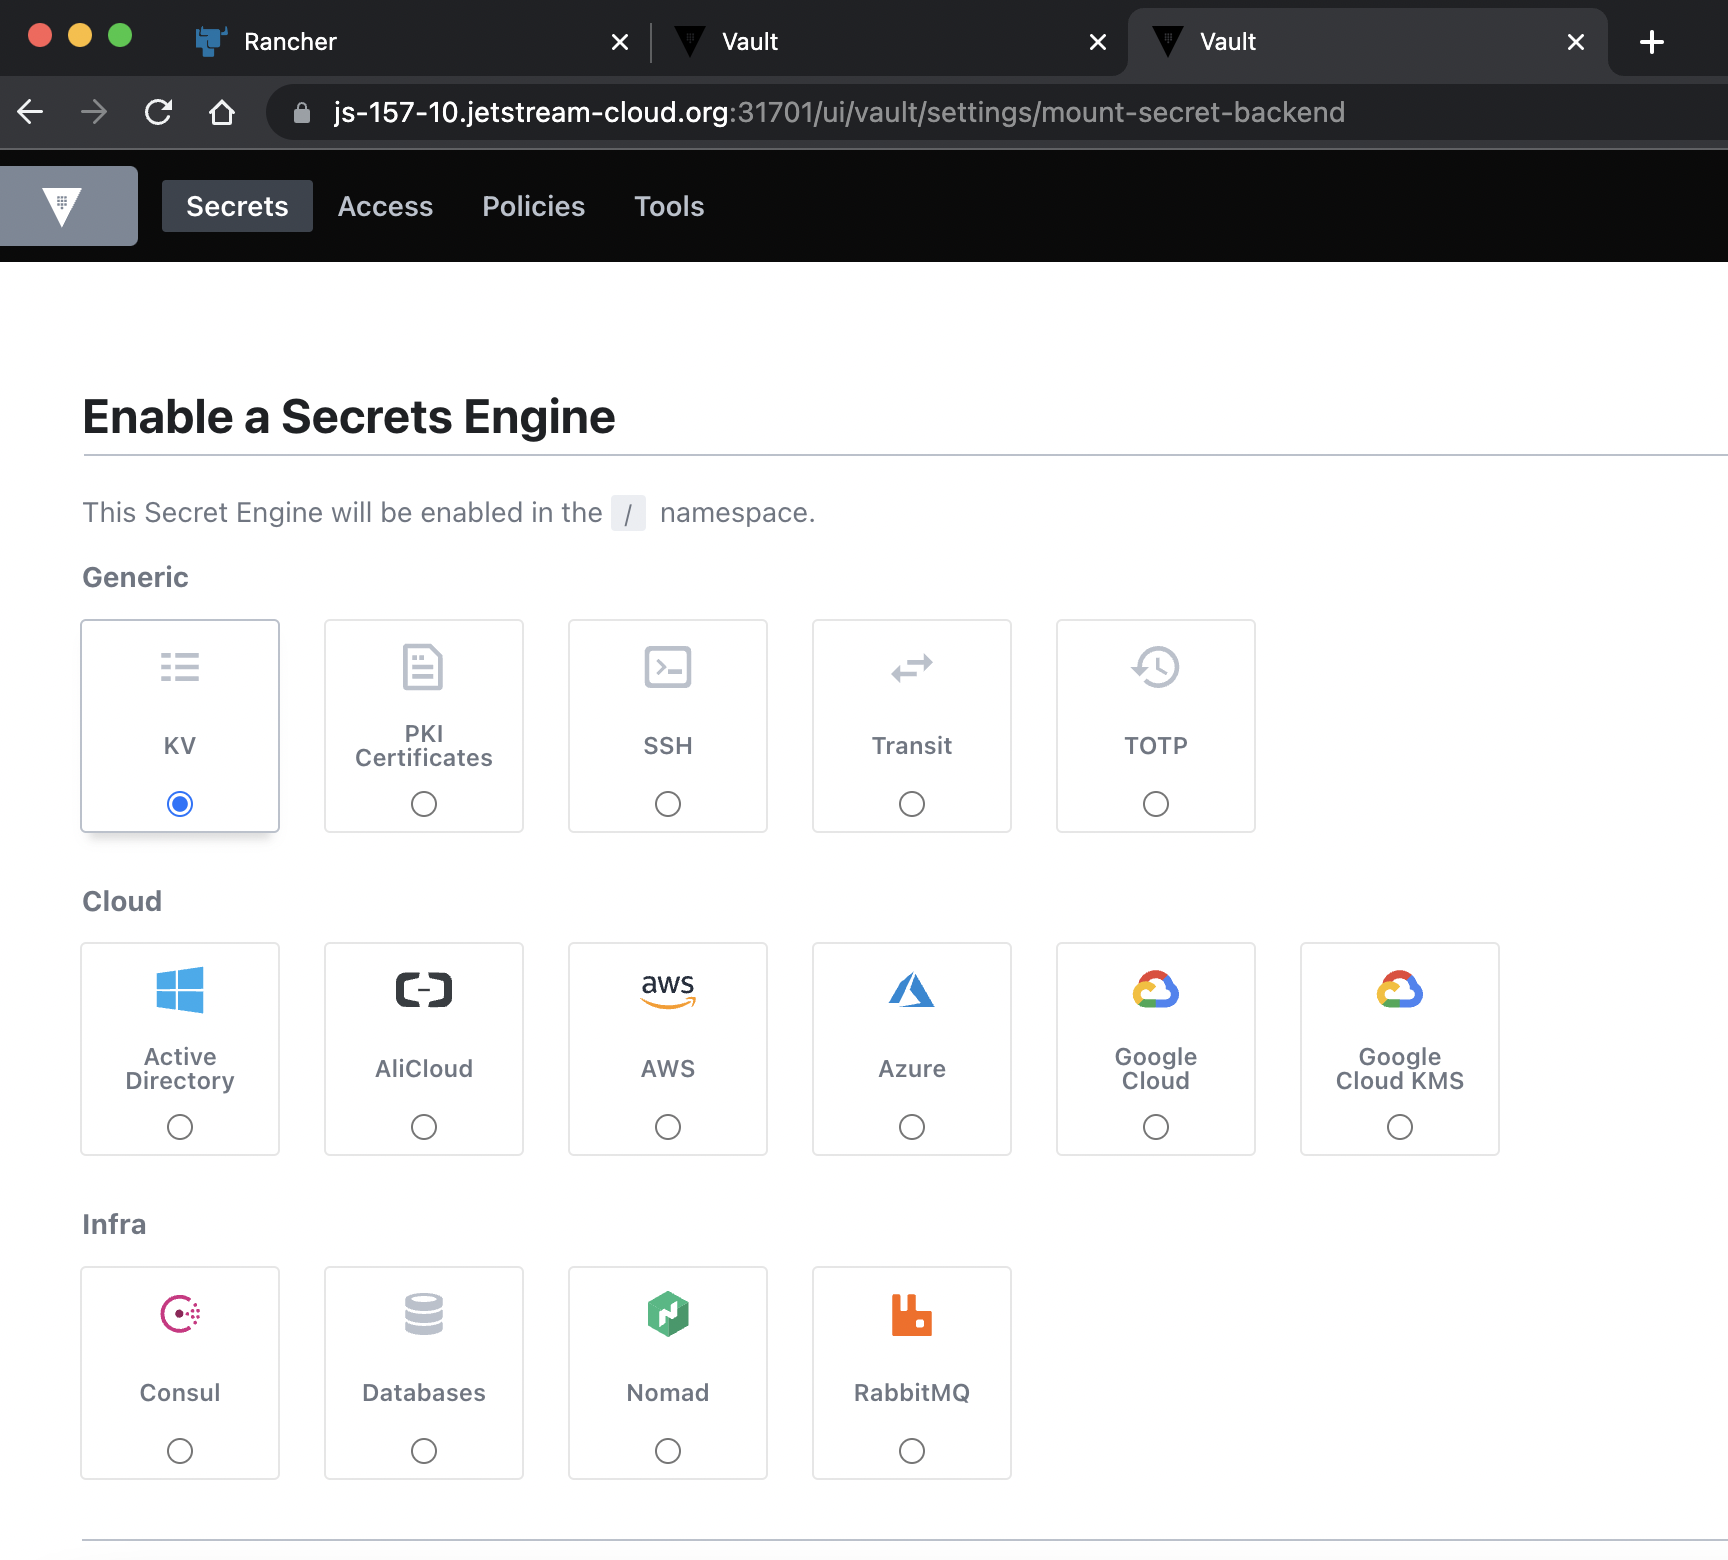 Rancher
Vault
Vault
js-157-10.jetstream-cloud.org:31701/ui/vault/settings/mount-secret-backend
Secrets Access Policies Tools
Enable a Secrets Engine
This Secret Engine will be enabled in the / namespace.
Generic
KV
PKI
Certificates
SSH
Transit
TOTP
Cloud
Active
Directory
AliCloud
aws
AWS
Azure
Google
Cloud
Google
Cloud KMS
Infra
Consul
Databases
Nomad
RabbitMQ